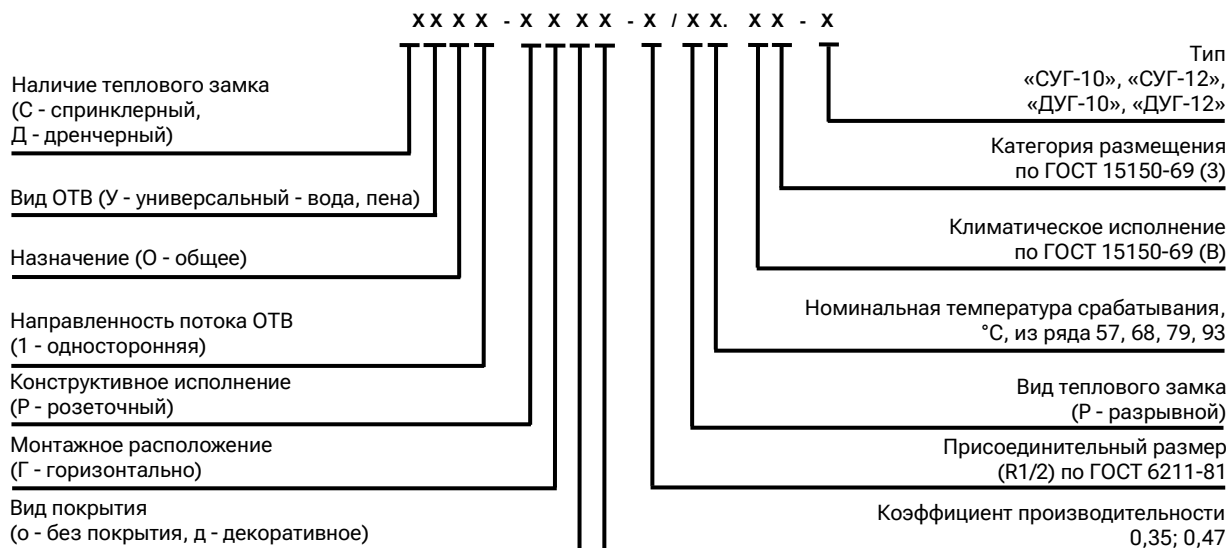 XXXX - X X X X - X / X X. X X - X
Наличие теплового замка
(С - спринклерный,
Д - дренчерный)
Вид ОТВ (У - универсальный - вода, пена)
Назначение (О - общее)
Направленность потока ОТВ
(1 - односторонняя)
Конструктивное исполнение
(Р - розеточный)
Монтажное расположение
(Г - горизонтально)
Вид покрытия
(о - без покрытия, д - декоративное)
Тип
«СУГ-10», «СУГ-12»,
«ДУГ-10», «ДУГ-12»
Категория размещения
по ГОСТ 15150-69 (3)
Климатическое исполнение
по ГОСТ 15150-69 (В)
Номинальная температура срабатывания,
°С, из ряда 57, 68, 79, 93
Вид теплового замка
(Р - разрывной)
Присоединительный размер
(R1/2) по ГОСТ 6211-81
Коэффициент производительности
0,35; 0,47